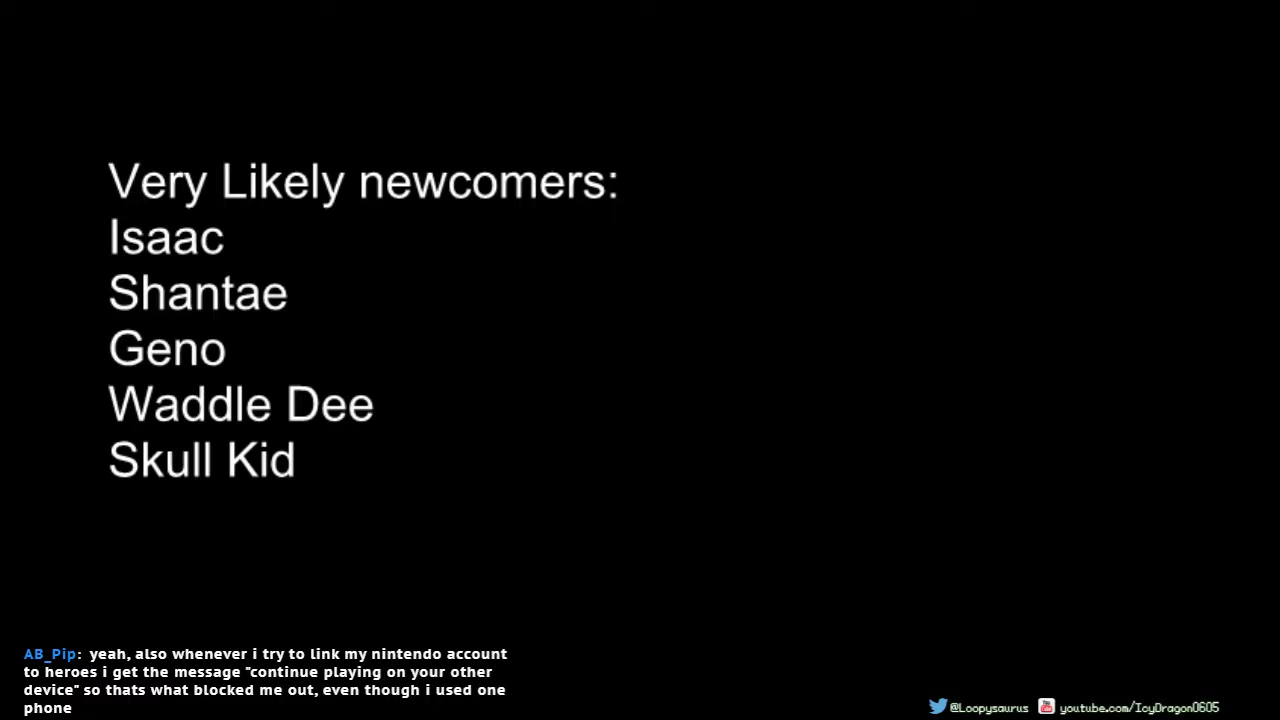 Very Likely newcomers:
Isaac
Shantae
Geno
Waddle Dee
Skull Kid
AB_Pip: yeah, also whenever i try to link my nintendo account
to heroes i get the message "continue playing on your other
device" so thats what blocked me out, even though i used one
phone
@Loopysaurus youtube.com/IcyDragon0605